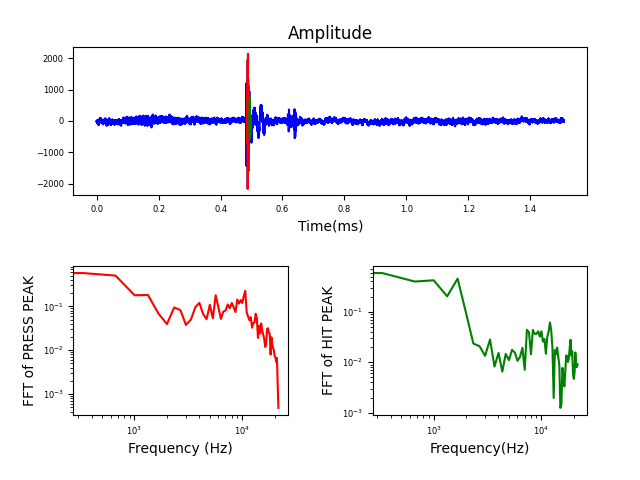 Amplitude
2000
1000
0
−1000
−2000
0.0 0.2 0.4 0.6 0.8 1.0 1.2 1.4
Time(ms)
FFT of PRESS PEAK
10⁻¹
10⁻²
10⁻³
10³ 10⁴
Frequency (Hz)
FFT of HIT PEAK
10⁻¹
10⁻²
10⁻³
10³ 10⁴
Frequency(Hz)